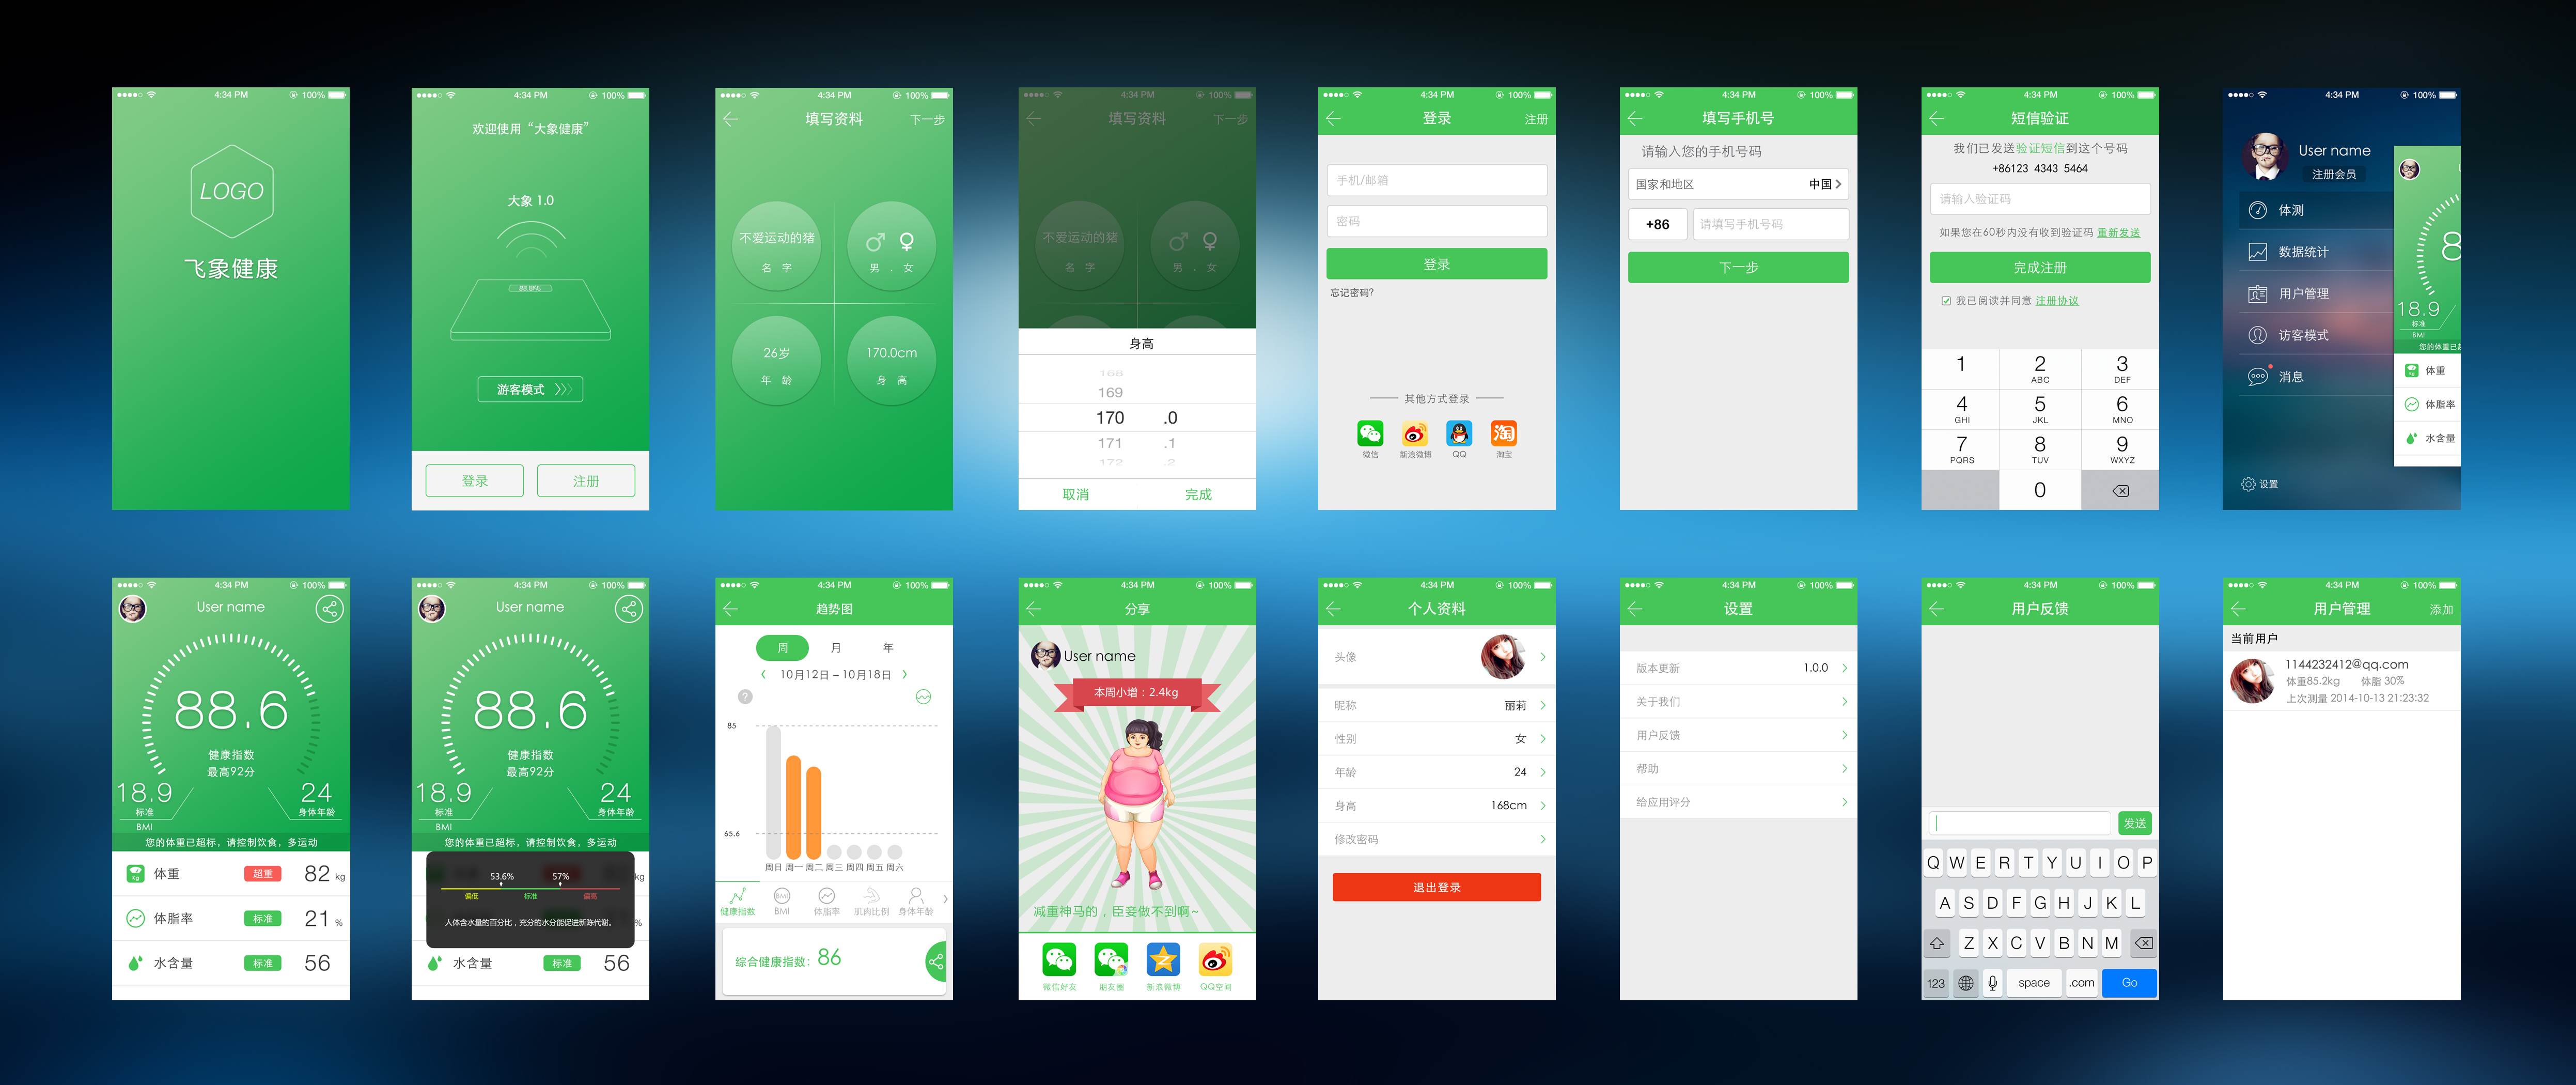 4:34 PM 100%
LOGO
飞象健康
4:34 PM 100%
欢迎使用“大象健康”
大象 1.0
88.8KG
游客模式
登录 注册
4:34 PM 100%
填写资料 下一步
不爱运动的猪
名 字
男 . 女
26岁
年 龄
170.0cm
身 高
4:34 PM 100%
填写资料 下一步
不爱运动的猪
名 字
男 . 女
身高
168
169
170 .0
171 .1
172 .2
取消 完成
4:34 PM 100%
登录 注册
手机/邮箱
密码
登录
忘记密码?
其他方式登录
微信 新浪微博 QQ 淘宝
淘
4:34 PM 100%
填写手机号
请输入您的手机号码
国家和地区 中国
+86 请填写手机号码
下一步
4:34 PM 100%
短信验证
我们已发送验证短信到这个号码
+86123 4343 5464
请输入验证码
如果您在60秒内没有收到验证码 重新发送
完成注册
我已阅读并同意 注册协议
1 2 3
ABC DEF
4 5 6
GHI JKL MNO
7 8 9
PQRS TUV WXYZ
0
4:34 PM 100%
User name
注册会员
体测
数据统计
用户管理
访客模式
消息
设置
8
18.9
标准
BMI
您的体重已超
体重
体脂率
水含量
4:34 PM 100%
User name
88.6
健康指数
最高92分
18.9 24
标准 身体年龄
BMI
您的体重已超标，请控制饮食，多运动
体重 超重 82 kg
体脂率 标准 21 %
水含量 标准 56
4:34 PM 100%
User name
88.6
健康指数
最高92分
18.9 24
标准 身体年龄
BMI
您的体重已超标，请控制饮食，多运动
kg
53.6% 57%
偏低 标准 偏高
人体含水量的百分比，充分的水分能促进新陈代谢。
%
水含量 标准 56
4:34 PM 100%
趋势图
周 月 年
10月12日 – 10月18日
?
85
65.6
周日 周一 周二 周三 周四 周五 周六
健康指数 BMI 体脂率 肌肉比例 身体年龄
综合健康指数: 86
4:34 PM 100%
分享
User name
本周小增：2.4kg
减重神马的，臣妾做不到啊~
微信好友 朋友圈 新浪微博 QQ空间
4:34 PM 100%
个人资料
头像
昵称 丽莉
性别 女
年龄 24
身高 168cm
修改密码
退出登录
4:34 PM 100%
设置
版本更新 1.0.0
关于我们
用户反馈
帮助
给应用评分
4:34 PM 100%
用户反馈
发送
Q W E R T Y U I O P
A S D F G H J K L
Z X C V B N M
123 space .com Go
4:34 PM 100%
用户管理 添加
当前用户
1144232412@qq.com
体重85.2kg 体脂 30%
上次测量 2014-10-13 21:23:32